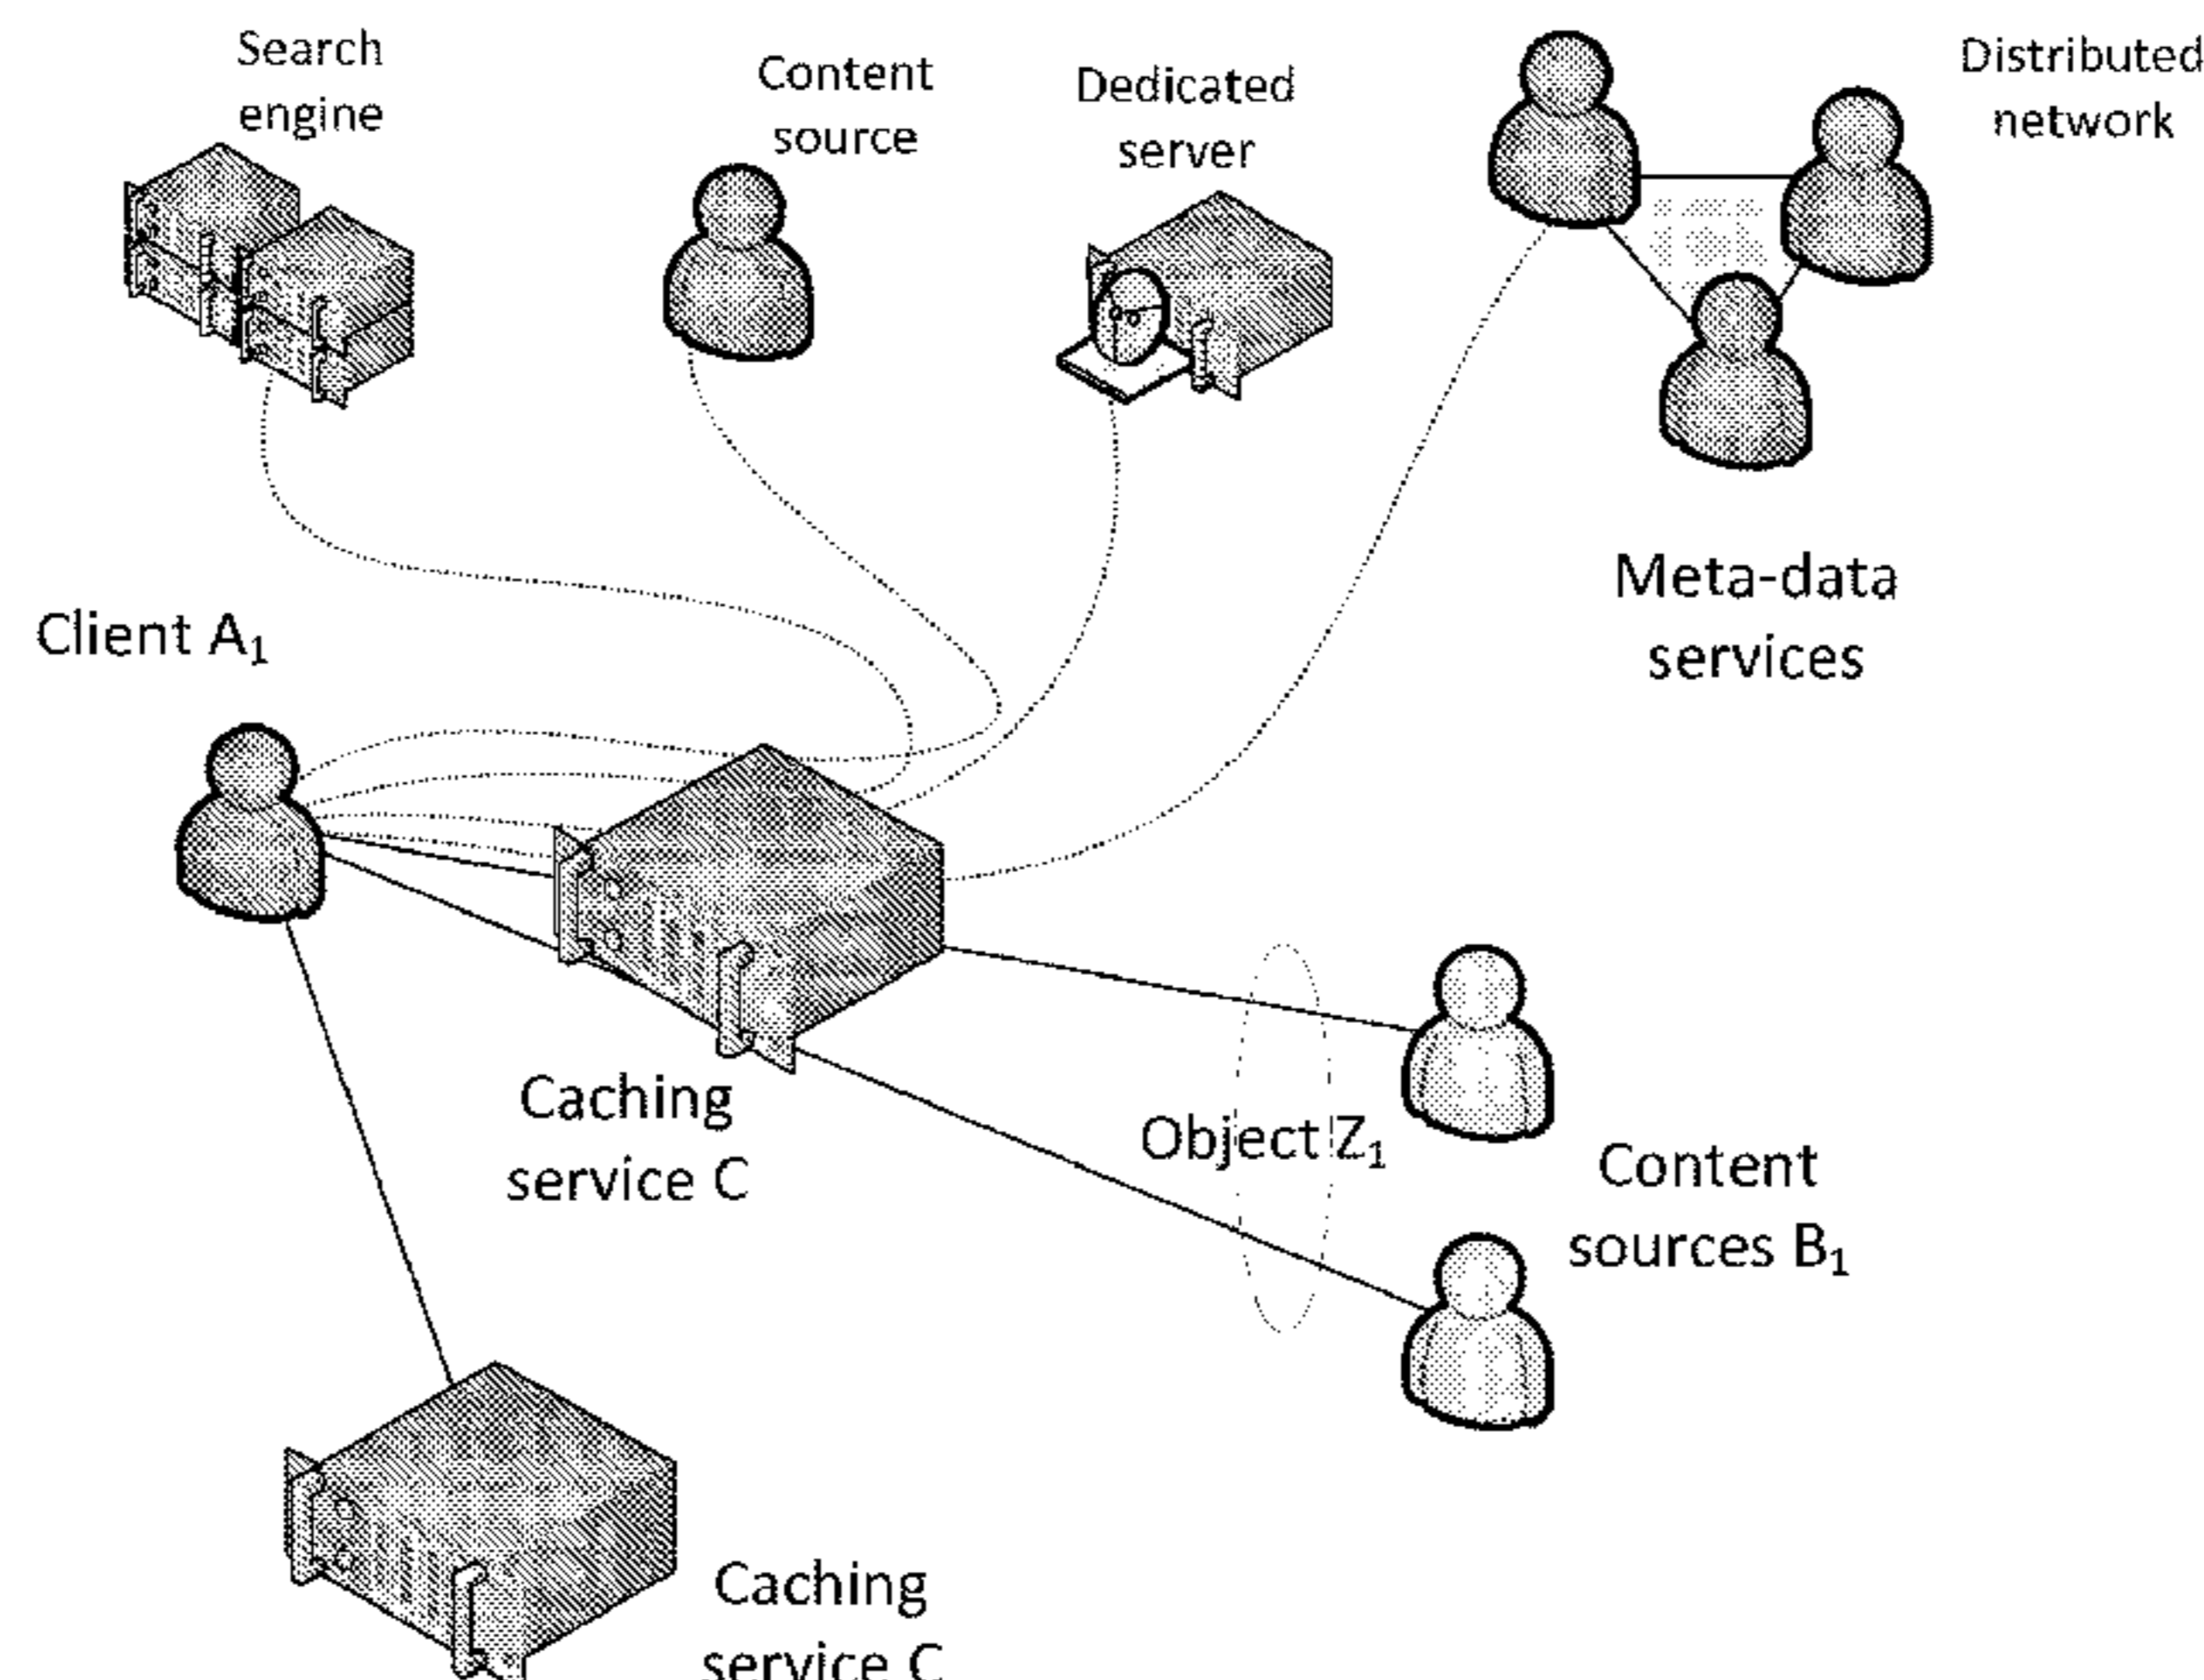 Search
engine
Content
source
Dedicated
server
Distributed
network
Meta-data
services
Client A₁
Caching
service C
Object Z₁
Content
sources B₁
Caching
service C